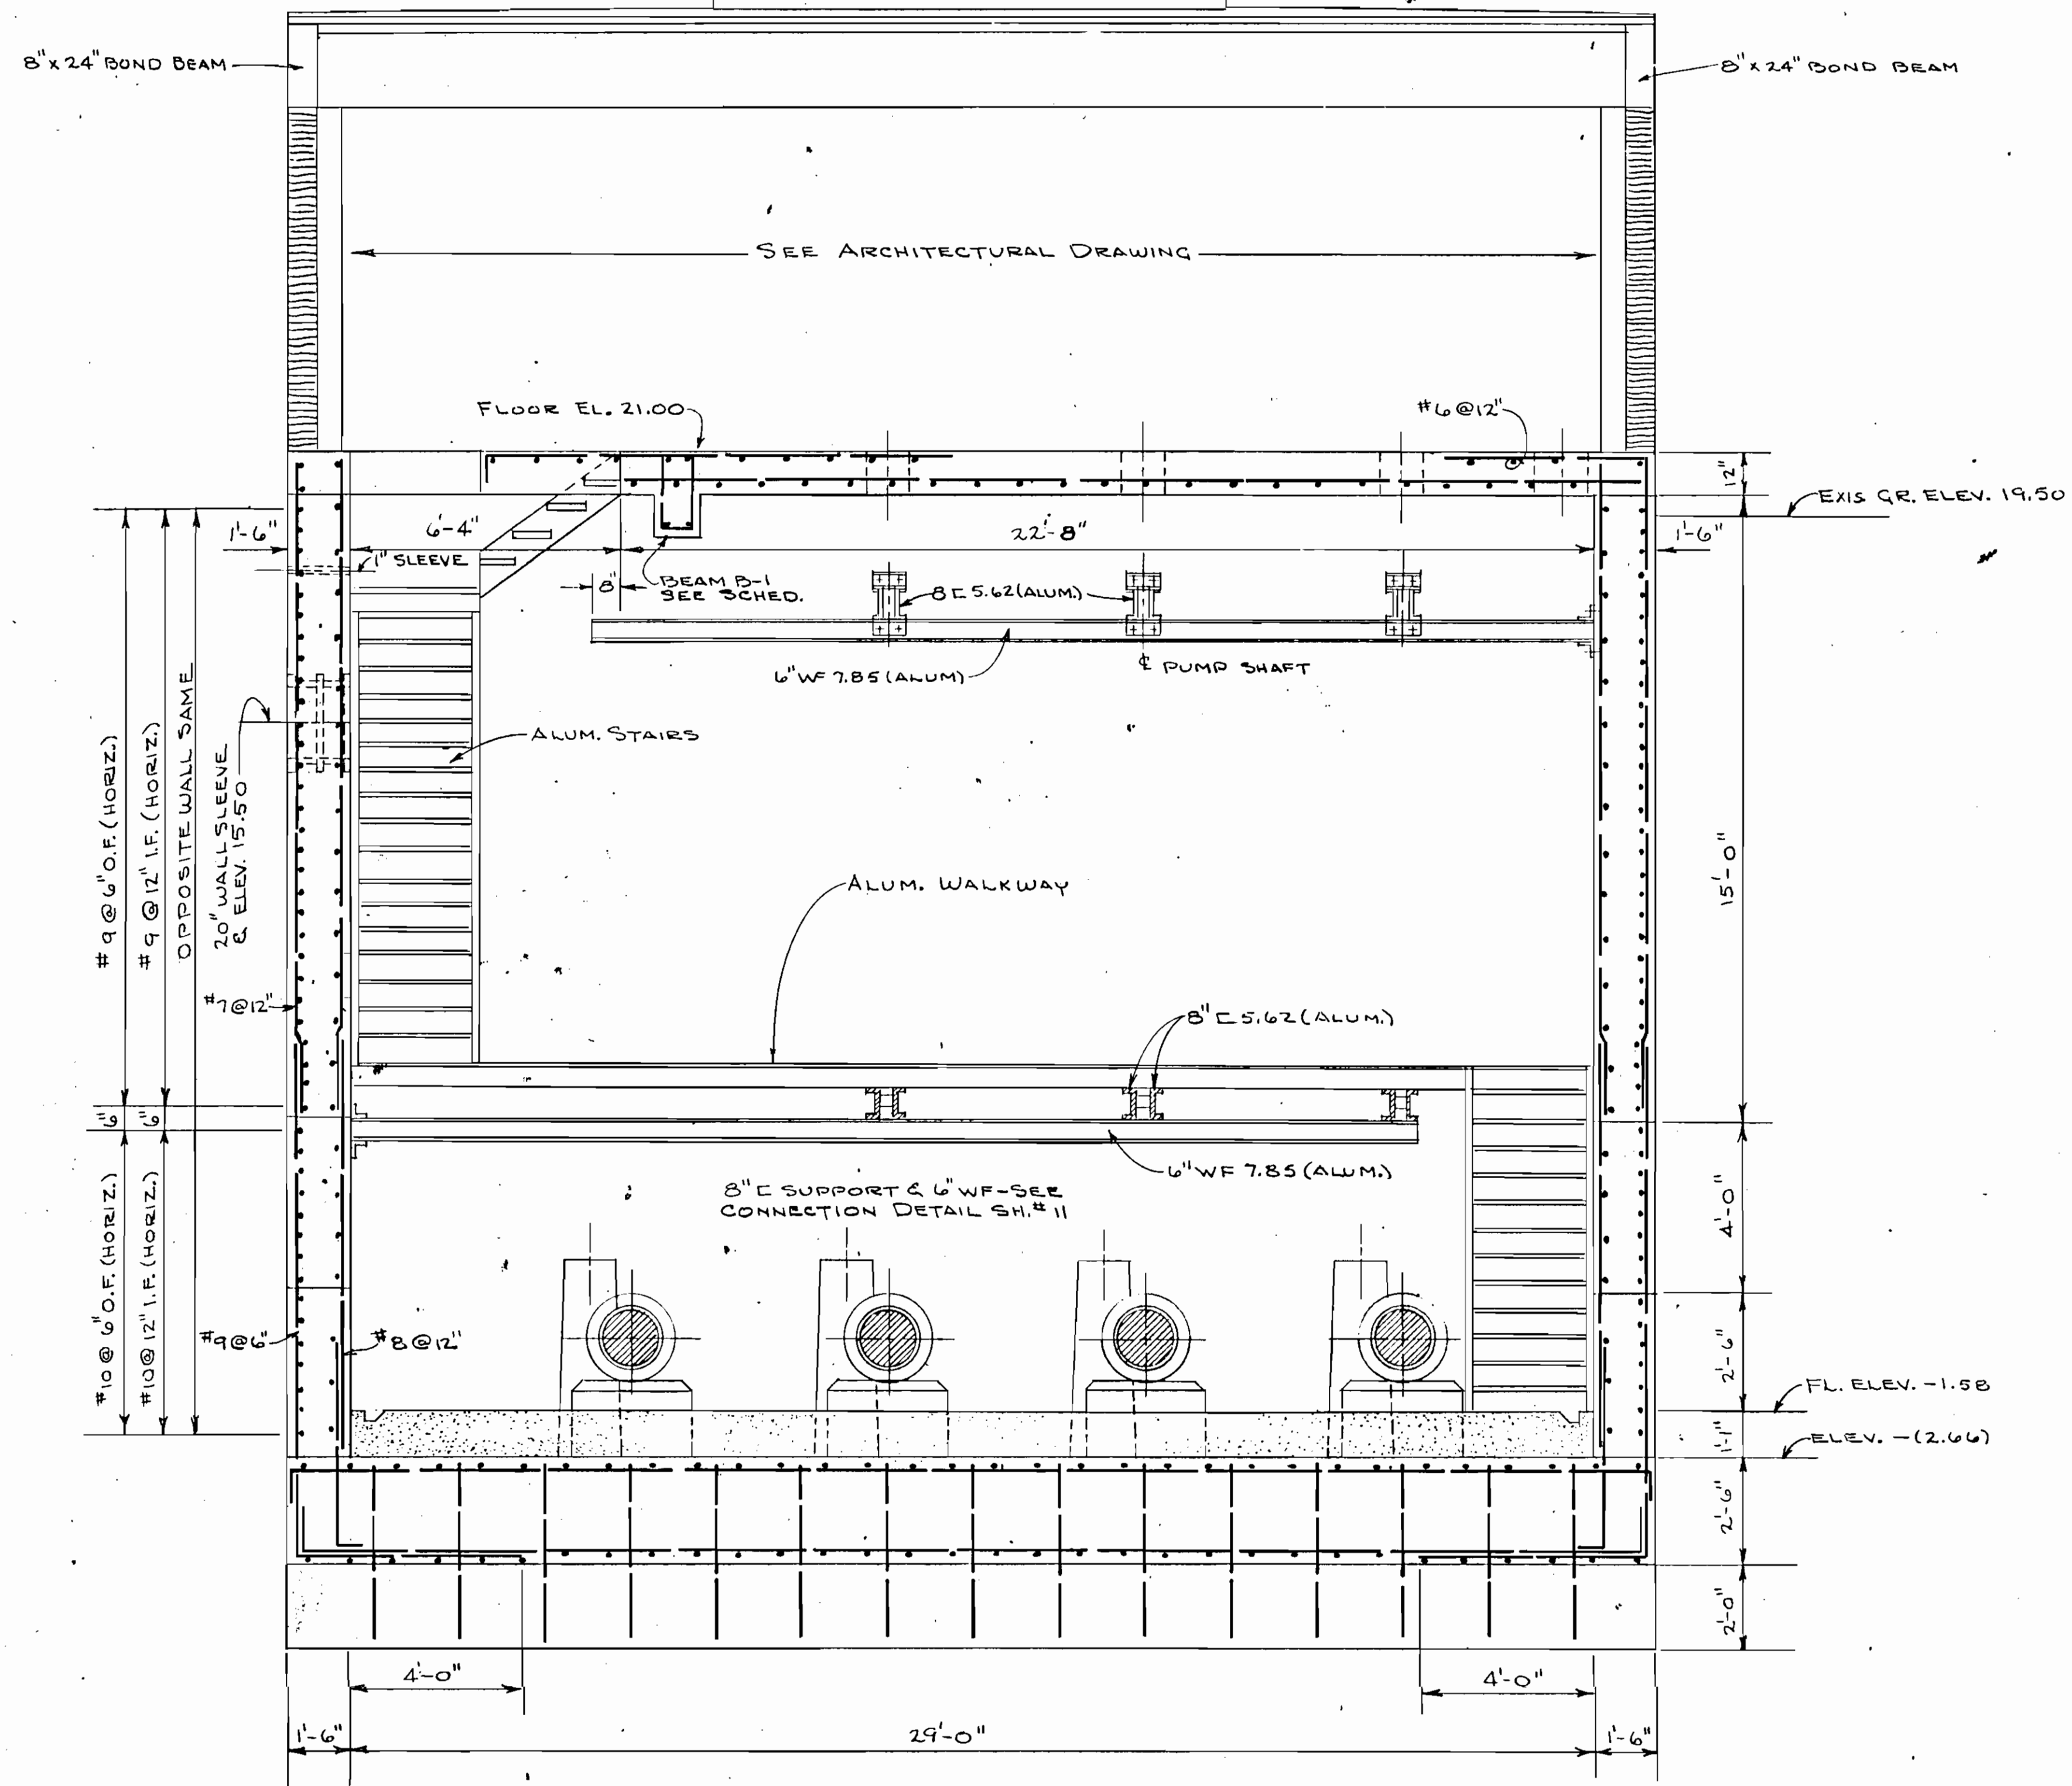 8"x24" BOND BEAM
8"x24" BOND BEAM
SEE ARCHITECTURAL DRAWING
FLOOR EL. 21.00
#6@12"
12"
EXIS GR. ELEV. 19.50
1'-6"
6'-4"
22'-8"
1'-6"
1" SLEEVE
8"
BEAM B-1
SEE SCHED.
8[5.62(ALUM.)
6"WF 7.85(ALUM)
℄ PUMP SHAFT
ALUM. STAIRS
#9@6" O.F.(HORIZ.)
#9@12" I.F.(HORIZ.)
OPPOSITE WALL SAME
20" WALL SLEEVE
℄ ELEV. 15.50
15'-0"
ALUM. WALKWAY
#7@12"
8"[5.62(ALUM.)
6"
6"
6"WF 7.85(ALUM.)
8"[ SUPPORT & 6"WF-SEE
CONNECTION DETAIL SH.#11
4'-0"
#10@6" O.F.(HORIZ.)
#10@12" I.F.(HORIZ.)
#9@6"
#8@12"
2'-6"
FL. ELEV. -1.58
1'-1"
ELEV. -(2.66)
2'-6"
2'-0"
4'-0"
4'-0"
1'-6"
29'-0"
1'-6"